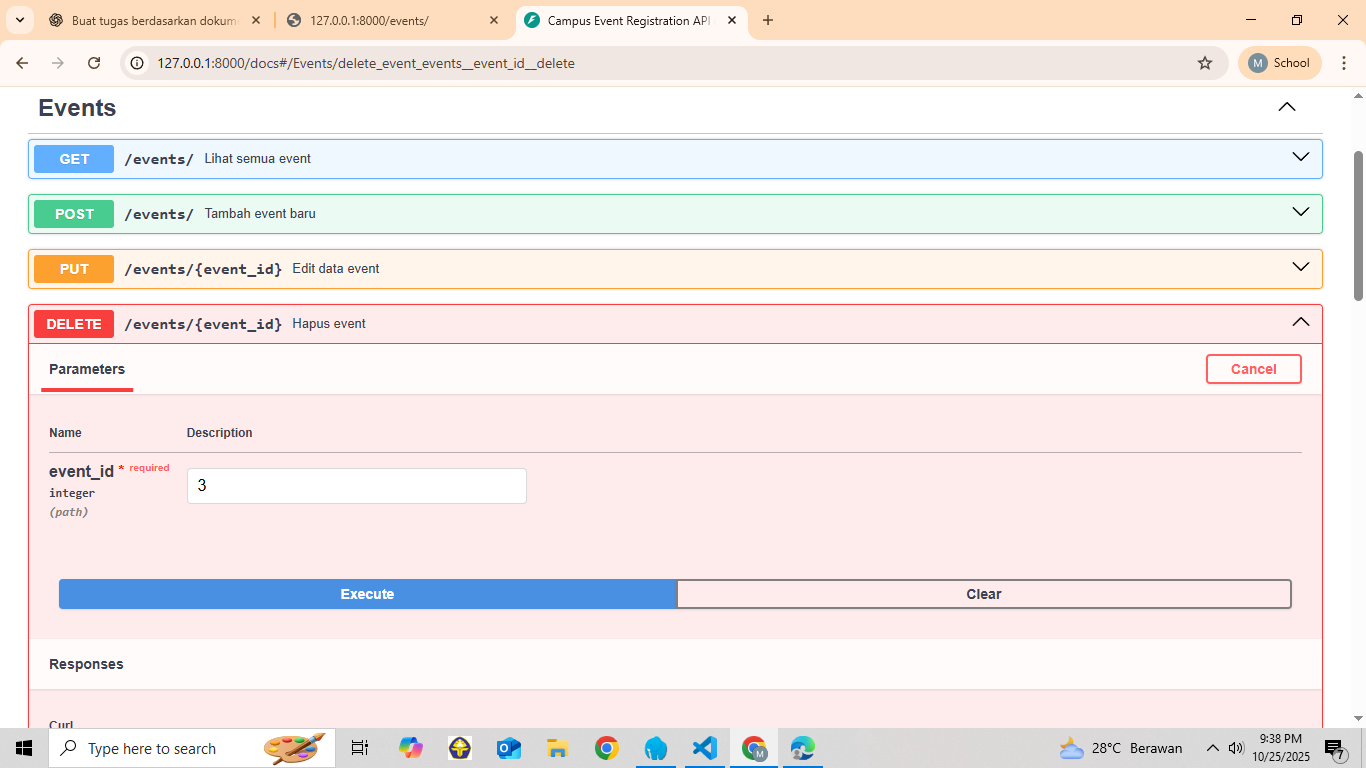 Buat tugas berdasarkan dokum
127.0.0.1:8000/events/
Campus Event Registration API
127.0.0.1:8000/docs#/Events/delete_event_events__event_id__delete
M School
Events
GET /events/ Lihat semua event
POST /events/ Tambah event baru
PUT /events/{event_id} Edit data event
DELETE /events/{event_id} Hapus event
Parameters
Cancel
Name Description
event_id * required
3
integer
(path)
Execute Clear
Responses
Curl
Type here to search
M
28°C Berawan
9:38 PM
10/25/2025
7